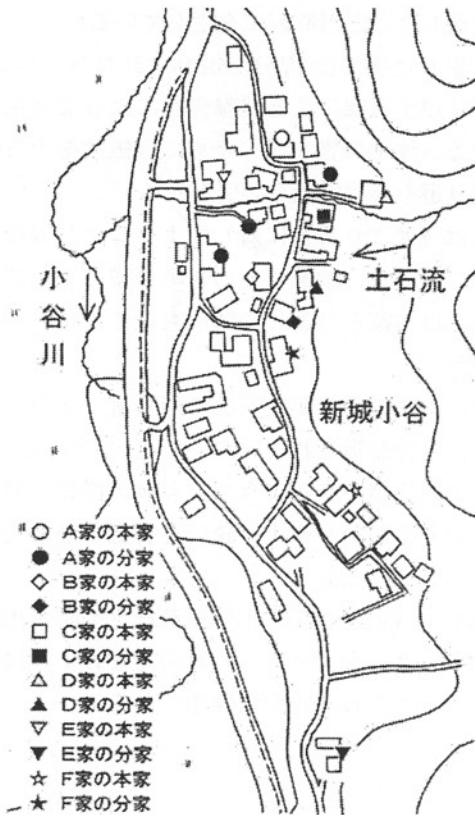 土石流
小谷川
新城小谷
○ A家の本家
● A家の分家
◇ B家の本家
◆ B家の分家
□ C家の本家
■ C家の分家
△ D家の本家
▲ D家の分家
▽ E家の本家
▼ E家の分家
☆ F家の本家
★ F家の分家